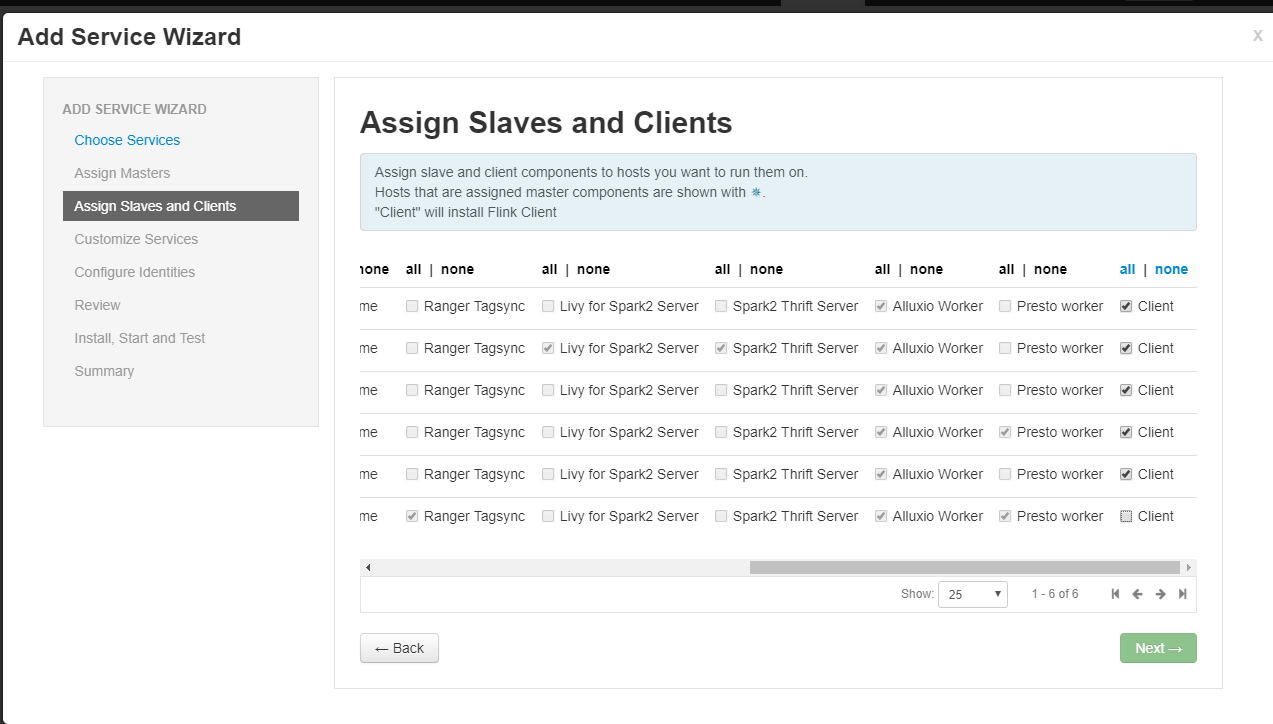 Add Service Wizard
x
ADD SERVICE WIZARD
Choose Services
Assign Masters
Assign Slaves and Clients
Customize Services
Configure Identities
Review
Install, Start and Test
Summary
Assign Slaves and Clients
Assign slave and client components to hosts you want to run them on.
Hosts that are assigned master components are shown with ✵.
"Client" will install Flink Client
none all | none all | none all | none all | none all | none all | none
me Ranger Tagsync Livy for Spark2 Server Spark2 Thrift Server Alluxio Worker Presto worker Client
me Ranger Tagsync Livy for Spark2 Server Spark2 Thrift Server Alluxio Worker Presto worker Client
me Ranger Tagsync Livy for Spark2 Server Spark2 Thrift Server Alluxio Worker Presto worker Client
me Ranger Tagsync Livy for Spark2 Server Spark2 Thrift Server Alluxio Worker Presto worker Client
me Ranger Tagsync Livy for Spark2 Server Spark2 Thrift Server Alluxio Worker Presto worker Client
me Ranger Tagsync Livy for Spark2 Server Spark2 Thrift Server Alluxio Worker Presto worker Client
Show: 25 1 - 6 of 6
← Back Next →